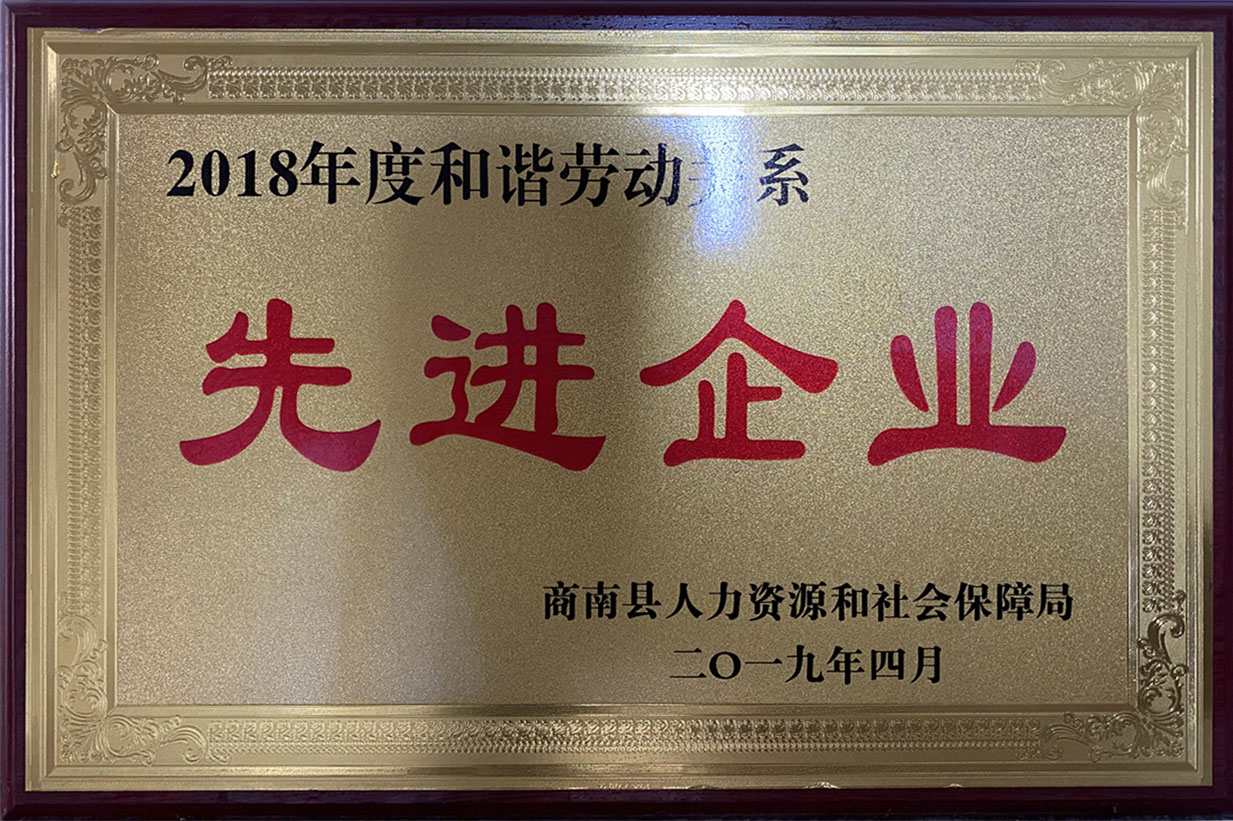 2018年度和谐劳动关系
先进企业
商南县人力资源和社会保障局
二〇一九年四月